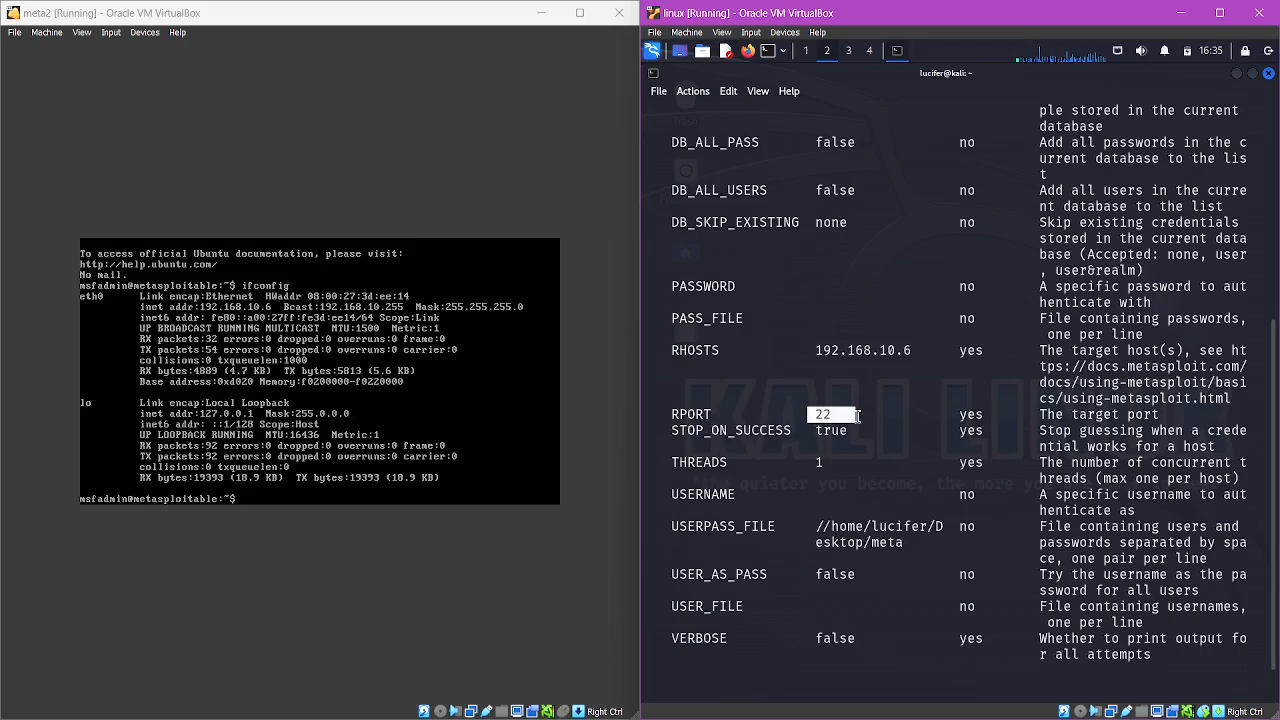 meta2 [Running] - Oracle VM VirtualBox
File Machine View Input Devices Help
To access official Ubuntu documentation, please visit:
http://help.ubuntu.com/
No mail.
msfadmin@metasploitable:~$ ifconfig
eth0 Link encap:Ethernet HWaddr 08:00:27:3d:ee:14
inet addr:192.168.10.6 Bcast:192.168.10.255 Mask:255.255.255.0
inet6 addr: fe80::a00:27ff:fe3d:ee14/64 Scope:Link
UP BROADCAST RUNNING MULTICAST MTU:1500 Metric:1
RX packets:32 errors:0 dropped:0 overruns:0 frame:0
TX packets:54 errors:0 dropped:0 overruns:0 carrier:0
collisions:0 txqueuelen:1000
RX bytes:4889 (4.7 KB) TX bytes:5813 (5.6 KB)
Base address:0xd020 Memory:f0200000-f0220000
lo Link encap:Local Loopback
inet addr:127.0.0.1 Mask:255.0.0.0
inet6 addr: ::1/128 Scope:Host
UP LOOPBACK RUNNING MTU:16436 Metric:1
RX packets:92 errors:0 dropped:0 overruns:0 frame:0
TX packets:92 errors:0 dropped:0 overruns:0 carrier:0
collisions:0 txqueuelen:0
RX bytes:19393 (18.9 KB) TX bytes:19393 (18.9 KB)
msfadmin@metasploitable:~$
Right Ctrl
linux [Running] - Oracle VM VirtualBox
File Machine View Input Devices Help
1 2 3 4 16:35
lucifer@kali: ~
File Actions Edit View Help
ple stored in the current
database
DB_ALL_PASS false no Add all passwords in the c
urrent database to the lis
t
DB_ALL_USERS false no Add all users in the curre
nt database to the list
DB_SKIP_EXISTING none no Skip existing credentials
stored in the current data
base (Accepted: none, user
, user&realm)
PASSWORD no A specific password to aut
henticate with
PASS_FILE no File containing passwords,
one per line
RHOSTS 192.168.10.6 yes The target host(s), see ht
tps://docs.metasploit.com/
docs/using-metasploit/basi
cs/using-metasploit.html
RPORT 22 yes The target port
STOP_ON_SUCCESS true yes Stop guessing when a crede
ntial works for a host
THREADS 1 yes The number of concurrent t
hreads (max one per host)
USERNAME no A specific username to aut
henticate as
USERPASS_FILE //home/lucifer/D no File containing users and
esktop/meta passwords separated by spa
ce, one pair per line
USER_AS_PASS false no Try the username as the pa
ssword for all users
USER_FILE no File containing usernames,
one per line
VERBOSE false yes Whether to print output fo
r all attempts
Right Ctrl